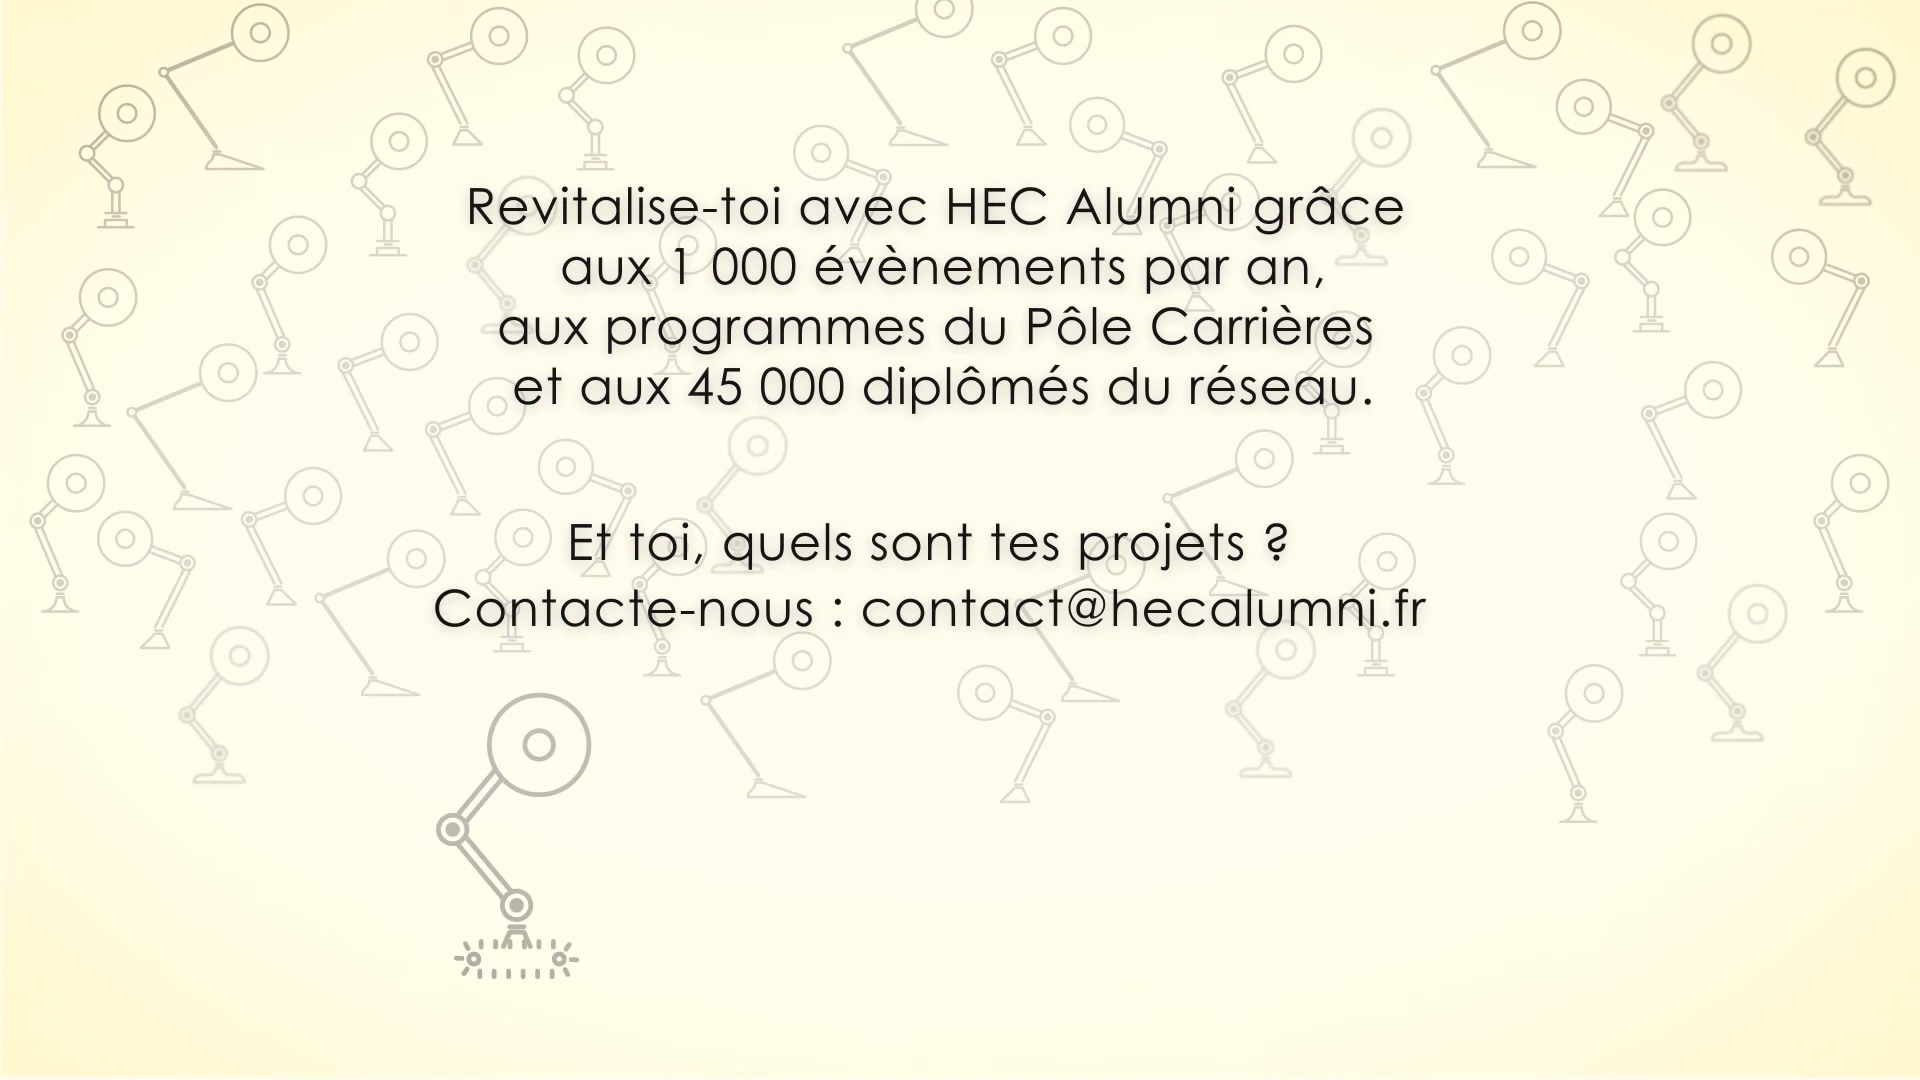 Revitalise-toi avec HEC Alumni grâce
aux 1 000 évènements par an,
aux programmes du Pôle Carrières
et aux 45 000 diplômés du réseau.
Et toi, quels sont tes projets ?
Contacte-nous : contact@hecalumni.fr